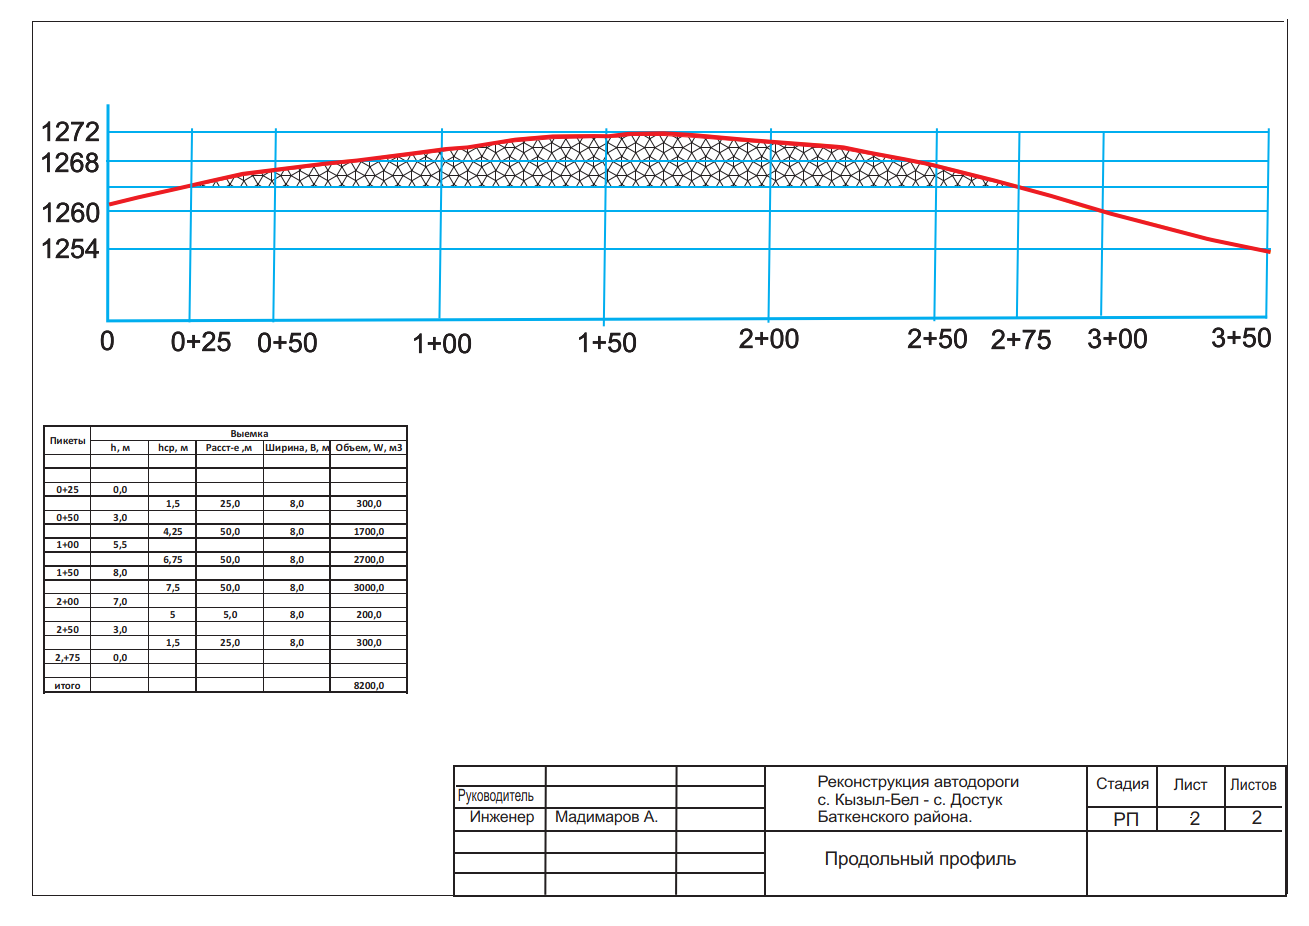 1272
1268
1260
1254
0 0+25 0+50 1+00 1+50 2+00 2+50 2+75 3+00 3+50
Пикеты Выемка
h, м hср, м Расст-е ,м Ширина, В, м Объем, W, м3
0+25 0,0
1,5 25,0 8,0 300,0
0+50 3,0
4,25 50,0 8,0 1700,0
1+00 5,5
6,75 50,0 8,0 2700,0
1+50 8,0
7,5 50,0 8,0 3000,0
2+00 7,0
5 5,0 8,0 200,0
2+50 3,0
1,5 25,0 8,0 300,0
2,+75 0,0
итого 8200,0
Реконструкция автодороги
с. Кызыл-Бел - с. Достук
Баткенского района.
Стадия Лист Листов
Руководитель
Инженер Мадимаров А.
РП 2 2
Продольный профиль